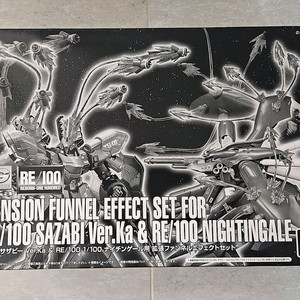 RE/100
REBORN-ONE HUNDRED
NSION FUNNEL EFFECT SET FOR
/100 SAZABI Ver.Ka & RE/100 NIGHTINGALE
サザビー Ver.Ka & RE/100 1/100 ナイチンゲール用 拡張ファンネルエフェクトセット